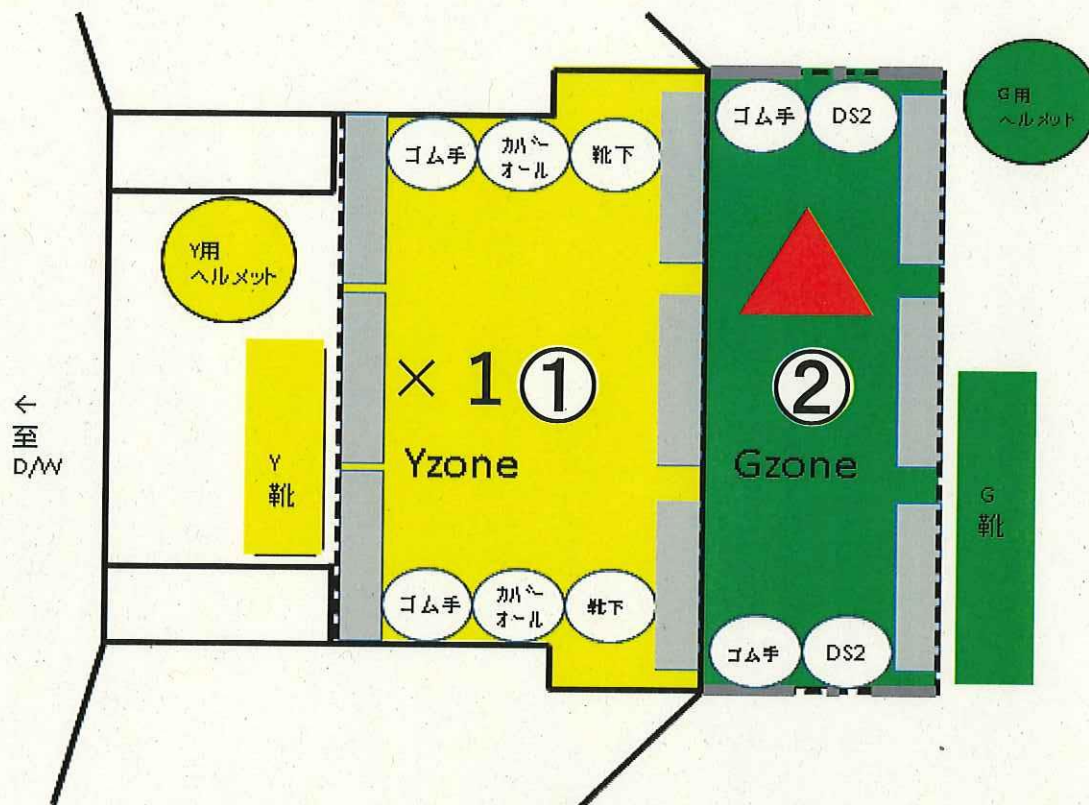 G用
ヘルメット
ゴム手
カバー
オール
靴下
ゴム手
DS2
Y用
ヘルメット
× 1 ①
②
←
至
D/W
Yzone
Gzone
Y
靴
G
靴
ゴム手
カバー
オール
靴下
ゴム手
DS2